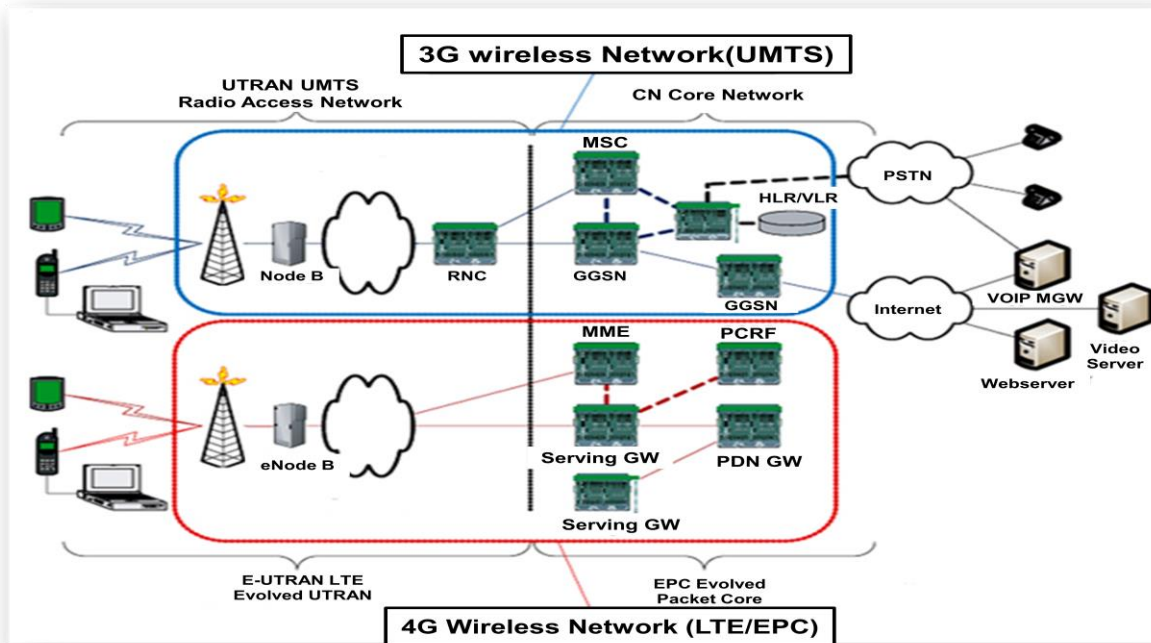 3G wireless Network(UMTS)
UTRAN UMTS
Radio Access Network
CN Core Network
MSC
PSTN
HLR/VLR
Node B
RNC
GGSN
GGSN
Internet
VOIP MGW
Video
Server
Webserver
MME
PCRF
eNode B
Serving GW
PDN GW
Serving GW
E-UTRAN LTE
Evolved UTRAN
EPC Evolved
Packet Core
4G Wireless Network (LTE/EPC)